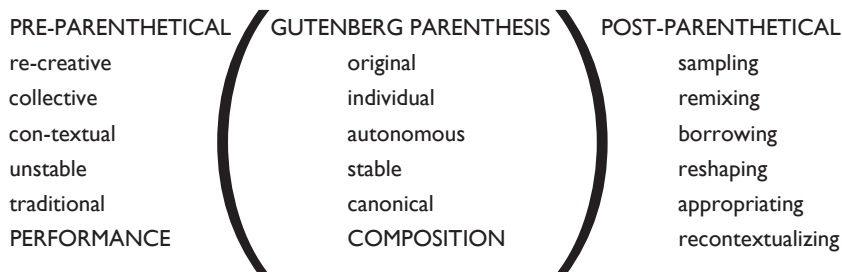 PRE-PARENTHETICAL GUTENBERG PARENTHESIS POST-PARENTHETICAL
re-creative original sampling
collective individual remixing
con-textual autonomous borrowing
unstable stable reshaping
traditional canonical appropriating
PERFORMANCE COMPOSITION recontextualizing